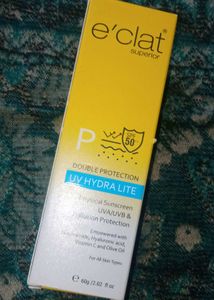 e'clat®
superior
P
SPF
50+
DOUBLE PROTECTION
UV HYDRA LITE
Physical Sunscreen
UVA/UVB &
Pollution Protection
Empowered with
Niacinamide, Hyaluronic acid,
Vitamin C and Olive Oil
For All Skin Types
60g /2.02 fl. oz